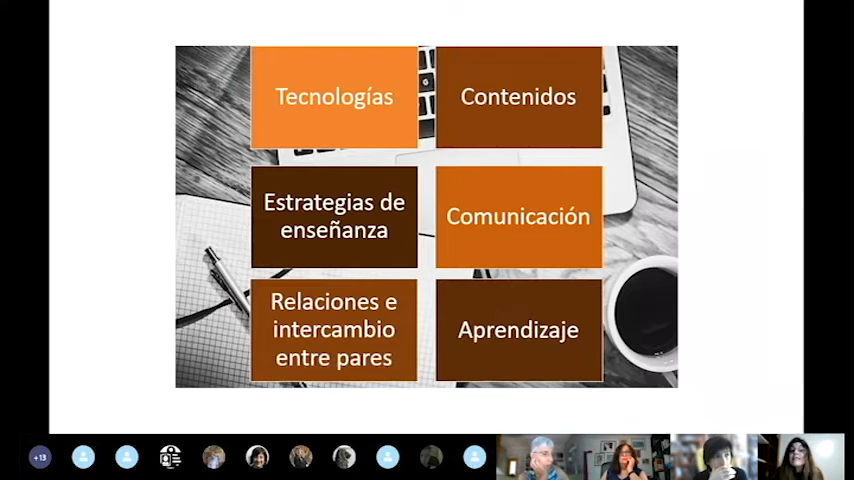 Tecnologías
Contenidos
Estrategias de
enseñanza
Comunicación
Relaciones e
intercambio
entre pares
Aprendizaje
+13